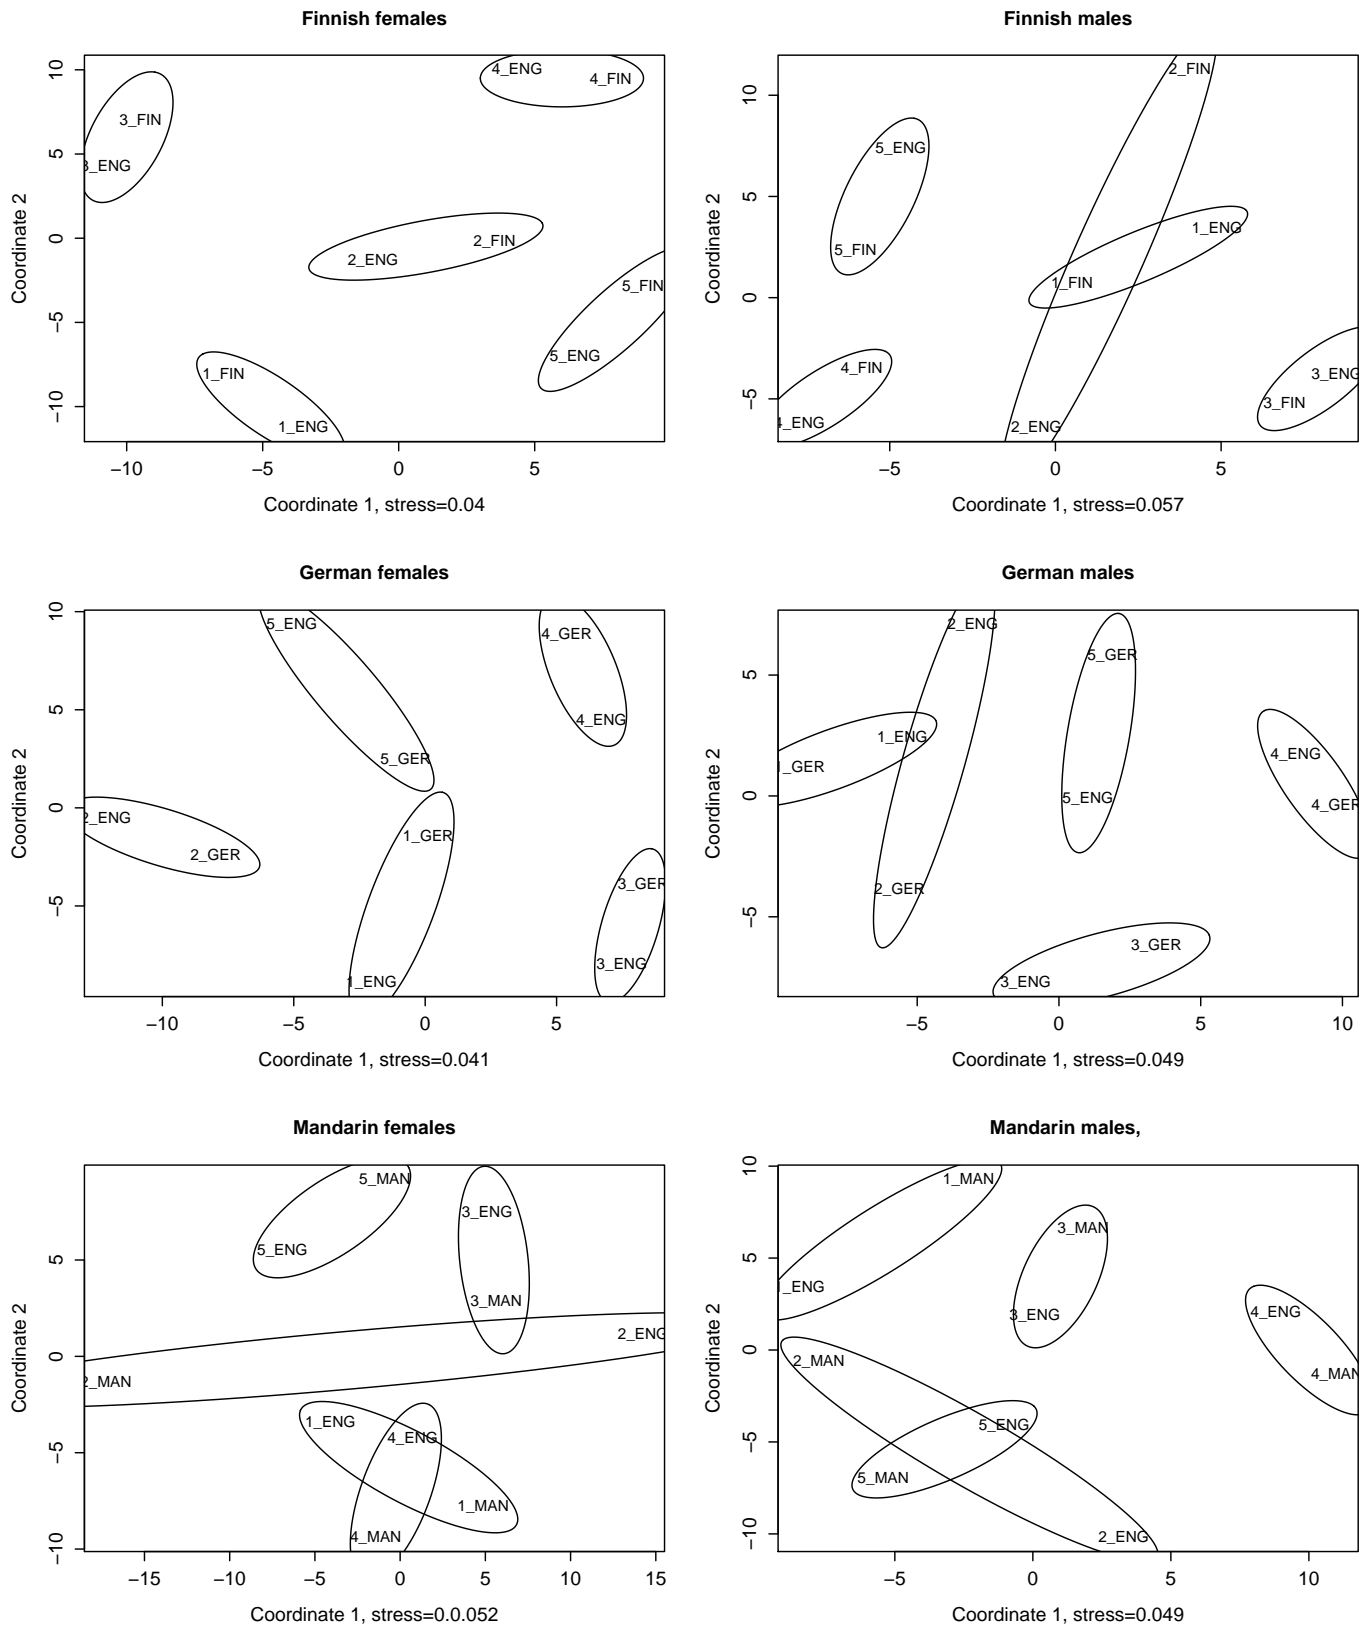 Finnish females
10
5
0
−5
−10
Coordinate 2
4_ENG
4_FIN
3_FIN
3_ENG
2_FIN
2_ENG
5_FIN
5_ENG
1_FIN
1_ENG
−10 −5 0 5
Coordinate 1, stress=0.04
Finnish males
10
5
0
−5
Coordinate 2
2_FIN
5_ENG
1_ENG
5_FIN
1_FIN
4_FIN
3_ENG
3_FIN
4_ENG
2_ENG
−5 0 5
Coordinate 1, stress=0.057
German females
10
5
0
−5
Coordinate 2
5_ENG
4_GER
4_ENG
5_GER
2_ENG
1_GER
2_GER
3_GER
3_ENG
1_ENG
−10 −5 0 5
Coordinate 1, stress=0.041
German males
5
0
−5
Coordinate 2
2_ENG
5_GER
1_ENG
4_ENG
1_GER
5_ENG
4_GER
2_GER
3_GER
3_ENG
−5 0 5 10
Coordinate 1, stress=0.049
Mandarin females
5
0
−5
−10
Coordinate 2
5_MAN
3_ENG
5_ENG
3_MAN
2_ENG
2_MAN
1_ENG
4_ENG
1_MAN
4_MAN
−15 −10 −5 0 5 10 15
Coordinate 1, stress=0.0.052
Mandarin males,
10
5
0
−5
−10
Coordinate 2
1_MAN
3_MAN
1_ENG
3_ENG
4_ENG
2_MAN
4_MAN
5_ENG
5_MAN
2_ENG
−5 0 5 10
Coordinate 1, stress=0.049